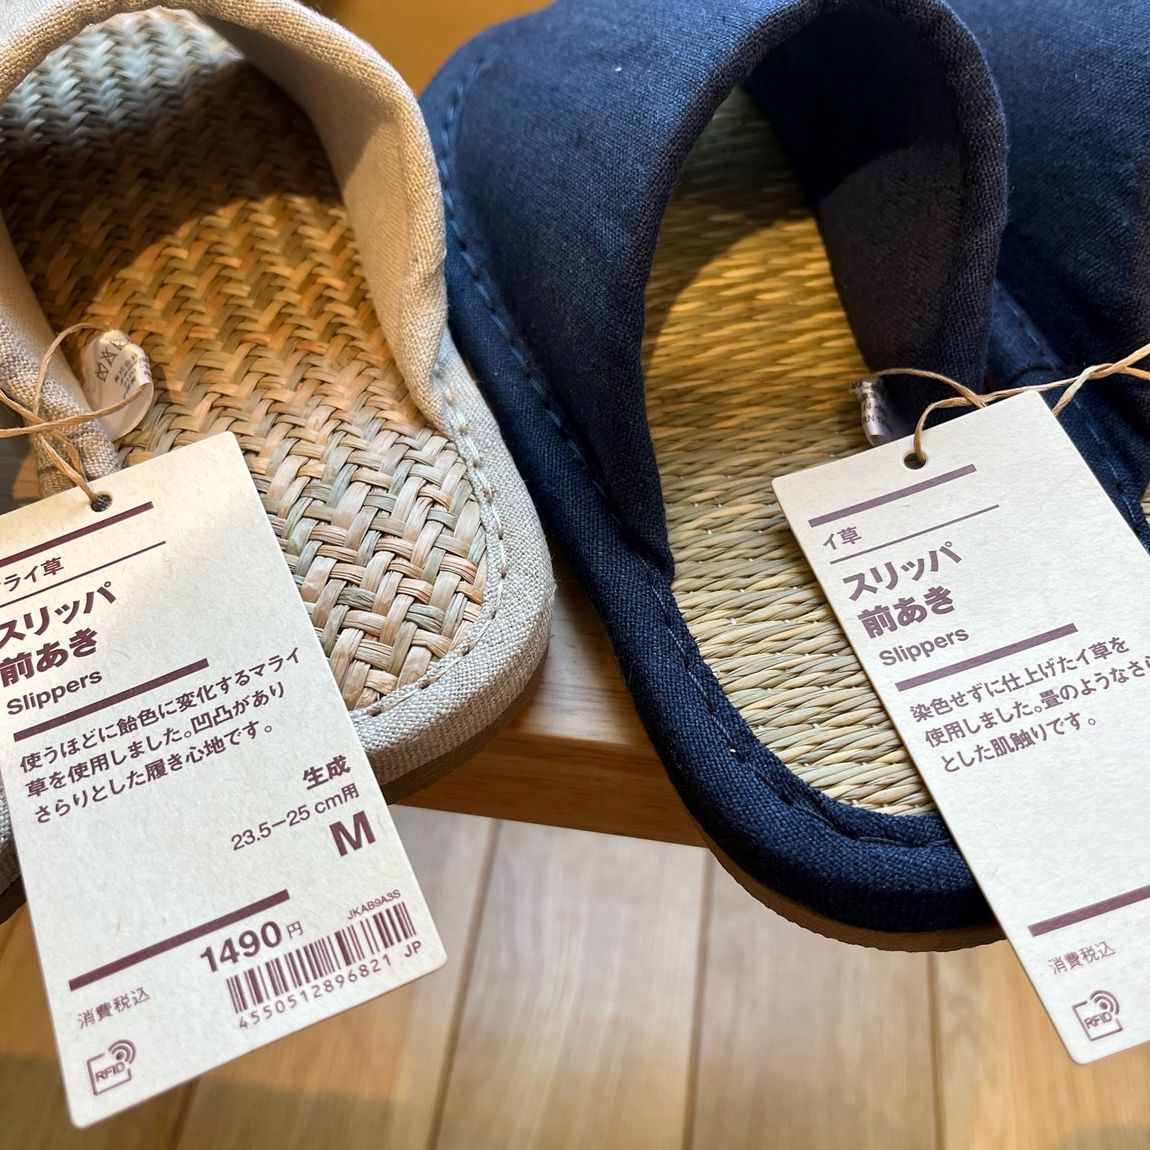 ライ草
スリッパ
前あき
Slippers
使うほどに飴色に変化するマライ
草を使用しました。凹凸があり
さらりとした履き心地です。
生成
23.5-25 cm用
M
1490円
JKAB9A3S
4550512896821 JP
消費税込
RFID
イ草
スリッパ
前あき
Slippers
染色せずに仕上げたイ草を
使用しました。畳のようなさら
とした肌触りです。
消費税込
RFID